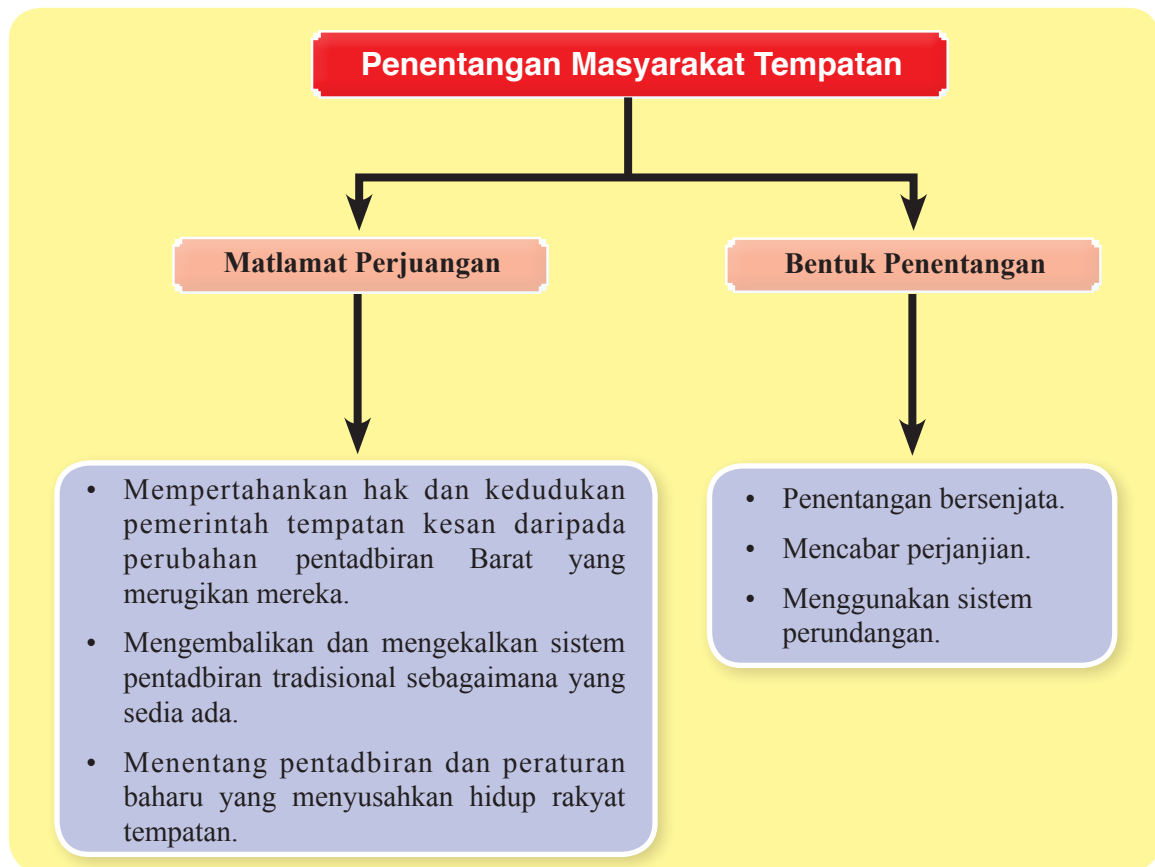 Penentangan Masyarakat Tempatan
Matlamat Perjuangan
• Mempertahankan hak dan kedudukan
pemerintah tempatan kesan daripada
perubahan pentadbiran Barat yang
merugikan mereka.
• Mengembalikan dan mengekalkan sistem
pentadbiran tradisional sebagaimana yang
sedia ada.
• Menentang pentadbiran dan peraturan
baharu yang menyusahkan hidup rakyat
tempatan.
Bentuk Penentangan
• Penentangan bersenjata.
• Mencabar perjanjian.
• Menggunakan sistem
perundangan.